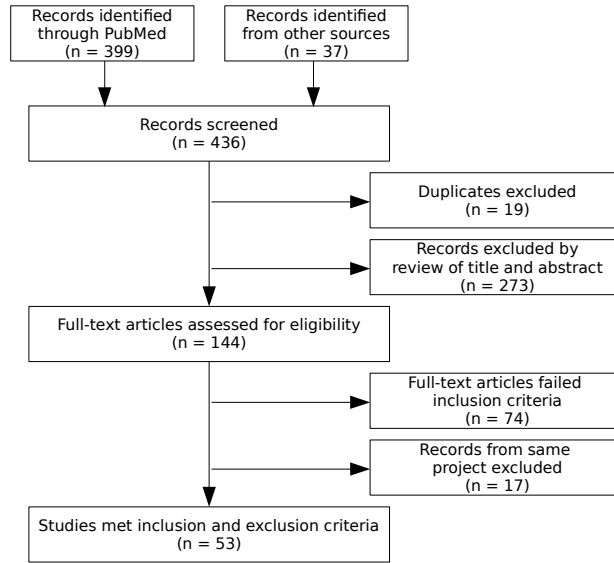 Records identified
through PubMed
(n = 399)
Records identified
from other sources
(n = 37)
Records screened
(n = 436)
Duplicates excluded
(n = 19)
Records excluded by
review of title and abstract
(n = 273)
Full-text articles assessed for eligibility
(n = 144)
Full-text articles failed
inclusion criteria
(n = 74)
Records from same
project excluded
(n = 17)
Studies met inclusion and exclusion criteria
(n = 53)